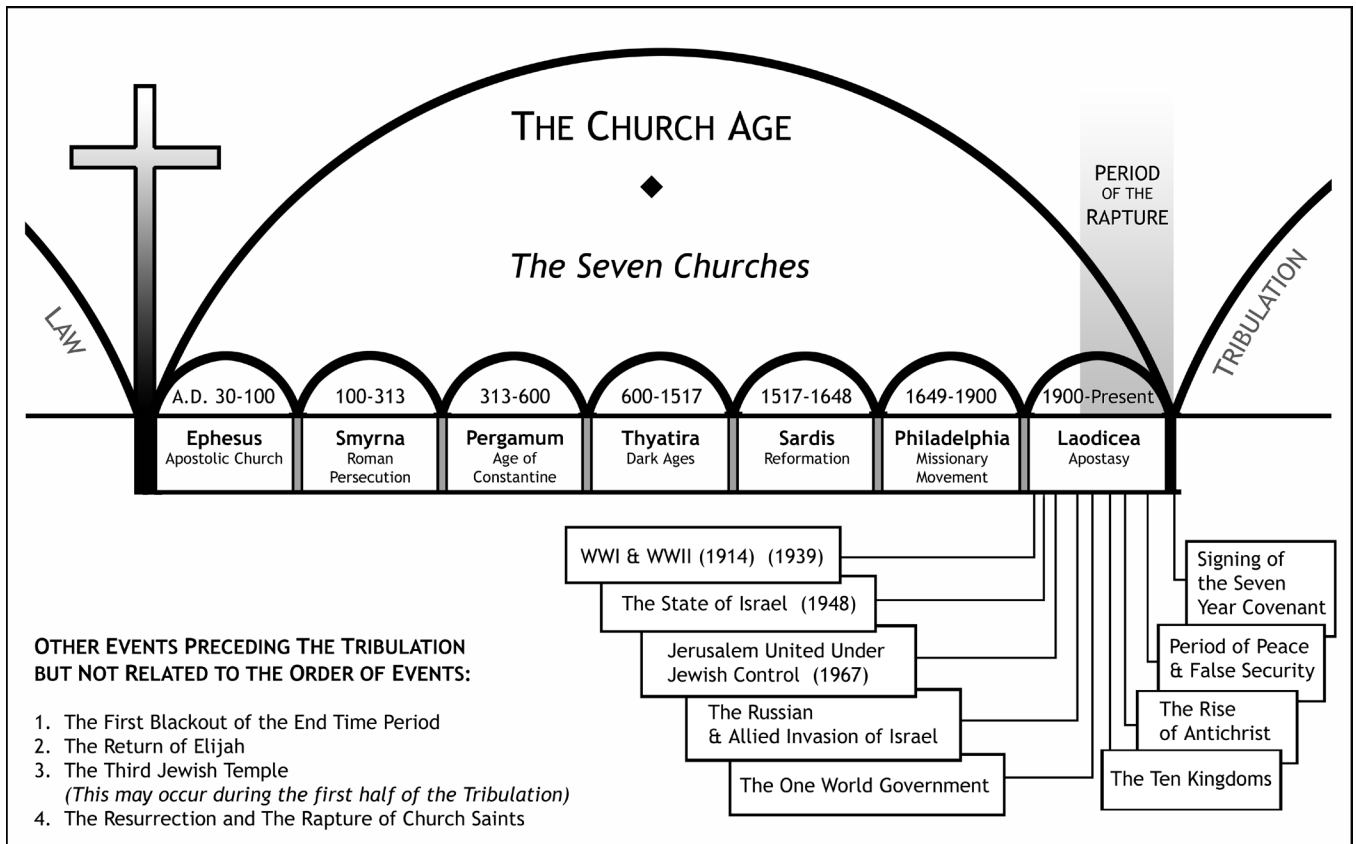 THE CHURCH AGE
The Seven Churches
PERIOD
OF THE
RAPTURE
LAW
TRIBULATION
A.D. 30-100
100-313
313-600
600-1517
1517-1648
1649-1900
1900-Present
Ephesus
Apostolic Church
Smyrna
Roman
Persecution
Pergamum
Age of
Constantine
Thyatira
Dark Ages
Sardis
Reformation
Philadelphia
Missionary
Movement
Laodicea
Apostasy
WWI & WWII (1914) (1939)
The State of Israel (1948)
Jerusalem United Under
Jewish Control (1967)
The Russian
& Allied Invasion of Israel
The One World Government
Signing of
the Seven
Year Covenant
Period of Peace
& False Security
The Rise
of Antichrist
The Ten Kingdoms
OTHER EVENTS PRECEDING THE TRIBULATION
BUT NOT RELATED TO THE ORDER OF EVENTS:
1. The First Blackout of the End Time Period
2. The Return of Elijah
3. The Third Jewish Temple
(This may occur during the first half of the Tribulation)
4. The Resurrection and The Rapture of Church Saints